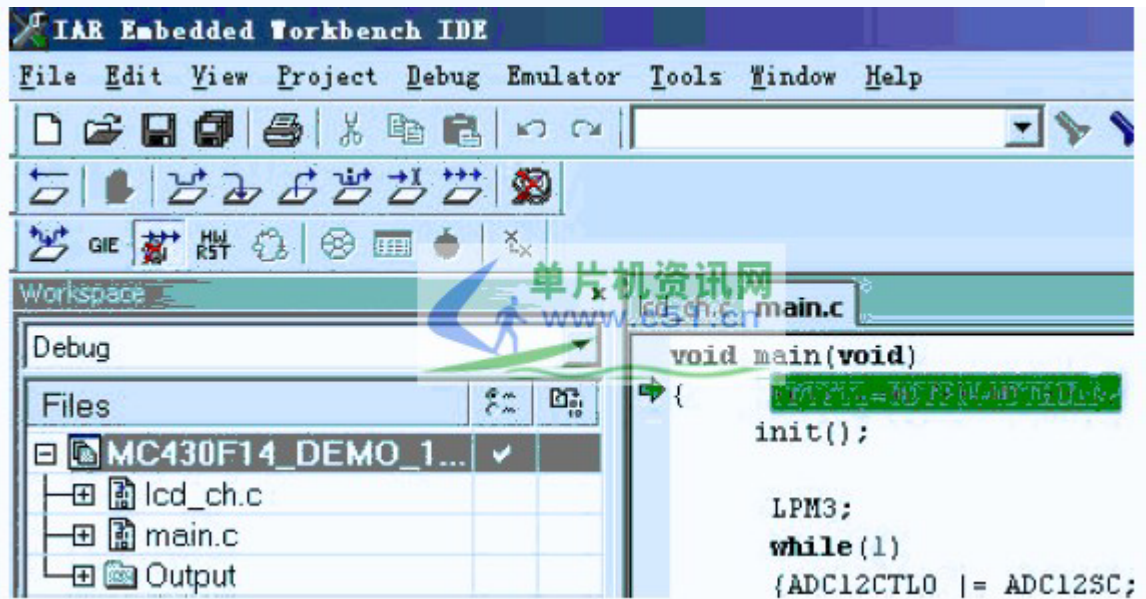 IAR Embedded Workbench IDE
File Edit View Project Debug Emulator Tools Window Help
GIE HW RST
单片机资讯网
www.c51.cn
Workspace
lcd_ch.c main.c
Debug
void main(void)
Files
{
MC430F14_DEMO_1...
init();
lcd_ch.c
LPM3;
main.c
while(1)
Output
{ADC12CTL0 |= ADC12SC;